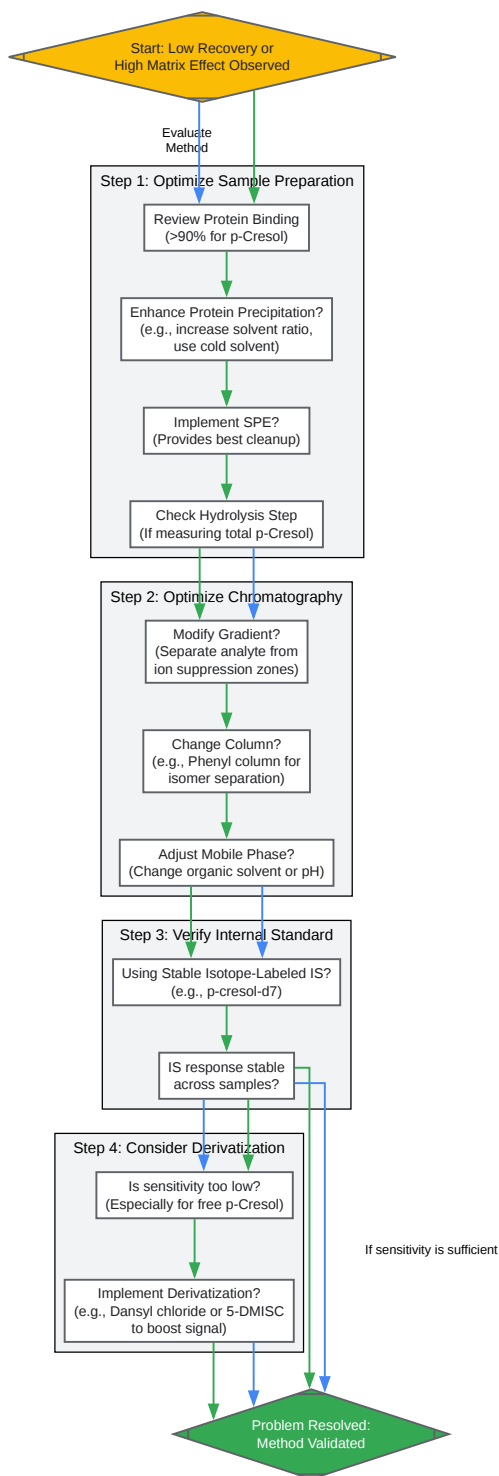 Start: Low Recovery or
High Matrix Effect Observed
Evaluate
Method
Step 1: Optimize Sample Preparation
Review Protein Binding
(>90% for p-Cresol)
Enhance Protein Precipitation?
(e.g., increase solvent ratio,
use cold solvent)
Implement SPE?
(Provides best cleanup)
Check Hydrolysis Step
(If measuring total p-Cresol)
Step 2: Optimize Chromatography
Modify Gradient?
(Separate analyte from
ion suppression zones)
Change Column?
(e.g., Phenyl column for
isomer separation)
Adjust Mobile Phase?
(Change organic solvent or pH)
Step 3: Verify Internal Standard
Using Stable Isotope-Labeled IS?
(e.g., p-cresol-d7)
IS response stable
across samples?
Step 4: Consider Derivatization
Is sensitivity too low?
(Especially for free p-Cresol)
If sensitivity is sufficient
Implement Derivatization?
(e.g., Dansyl chloride or 5-DMISC
to boost signal)
Problem Resolved:
Method Validated